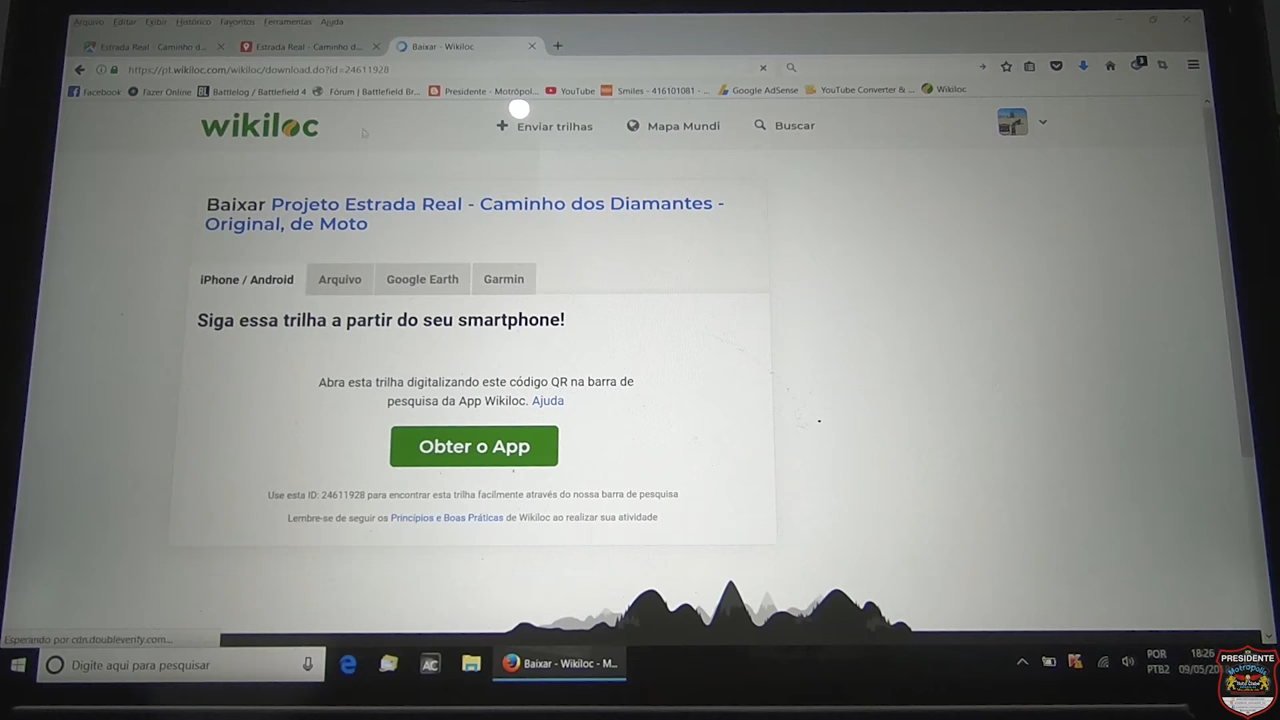 Arquivo Editar Exibir Histórico Favoritos Ferramentas Ajuda
Estrada Real - Caminho d... Estrada Real - Caminho d... Baixar - Wikiloc
https://pt.wikiloc.com/wikiloc/download.do?id=24611928
Facebook Fazer Online Battlelog / Battlefield 4 Fórum | Battlefield Br... Presidente - Motrópol... YouTube Smiles - 416101081 - ... Google AdSense YouTube Converter & ... Wikiloc
wikiloc
Enviar trilhas Mapa Mundi Buscar
Baixar Projeto Estrada Real - Caminho dos Diamantes -
Original, de Moto
iPhone / Android Arquivo Google Earth Garmin
Siga essa trilha a partir do seu smartphone!
Abra esta trilha digitalizando este código QR na barra de
pesquisa da App Wikiloc. Ajuda
Obter o App
Use esta ID: 24611928 para encontrar esta trilha facilmente através do nossa barra de pesquisa
Lembre-se de seguir os Princípios e Boas Práticas de Wikiloc ao realizar sua atividade
Esperando por cdn.doubleverify.com...
Digite aqui para pesquisar
AC
Baixar - Wikiloc - M...
POR 18:26
PTB2 09/05/2
PRESIDENTE
Motrópolis
Moto Clube